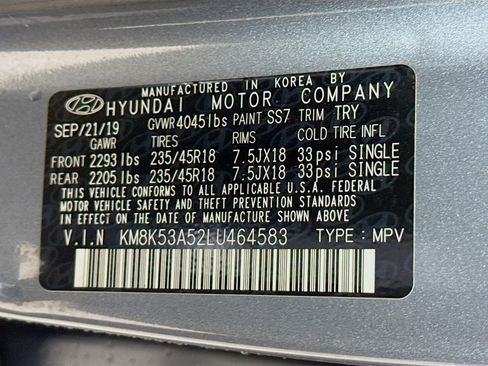 MANUFACTURED IN KOREA BY
HYUNDAI MOTOR COMPANY
SEP/21/19 GVWR 4045lbs PAINT SS7 TRIM TRY
GAWR TIRES RIMS COLD TIRE INFL
FRONT 2293 lbs 235/45R18 7.5JX18 33psi SINGLE
REAR 2205 lbs 235/45R18 7.5JX18 33psi SINGLE
THIS VEHICLE CONFORMS TO ALL APPLICABLE U.S.A. FEDERAL
MOTOR VEHICLE SAFETY AND THEFT PREVENTION STANDARDS
IN EFFECT ON THE DATE OF MANUFACTURE SHOWN ABOVE.
V.I.N KM8K53A52LU464583 TYPE : MPV